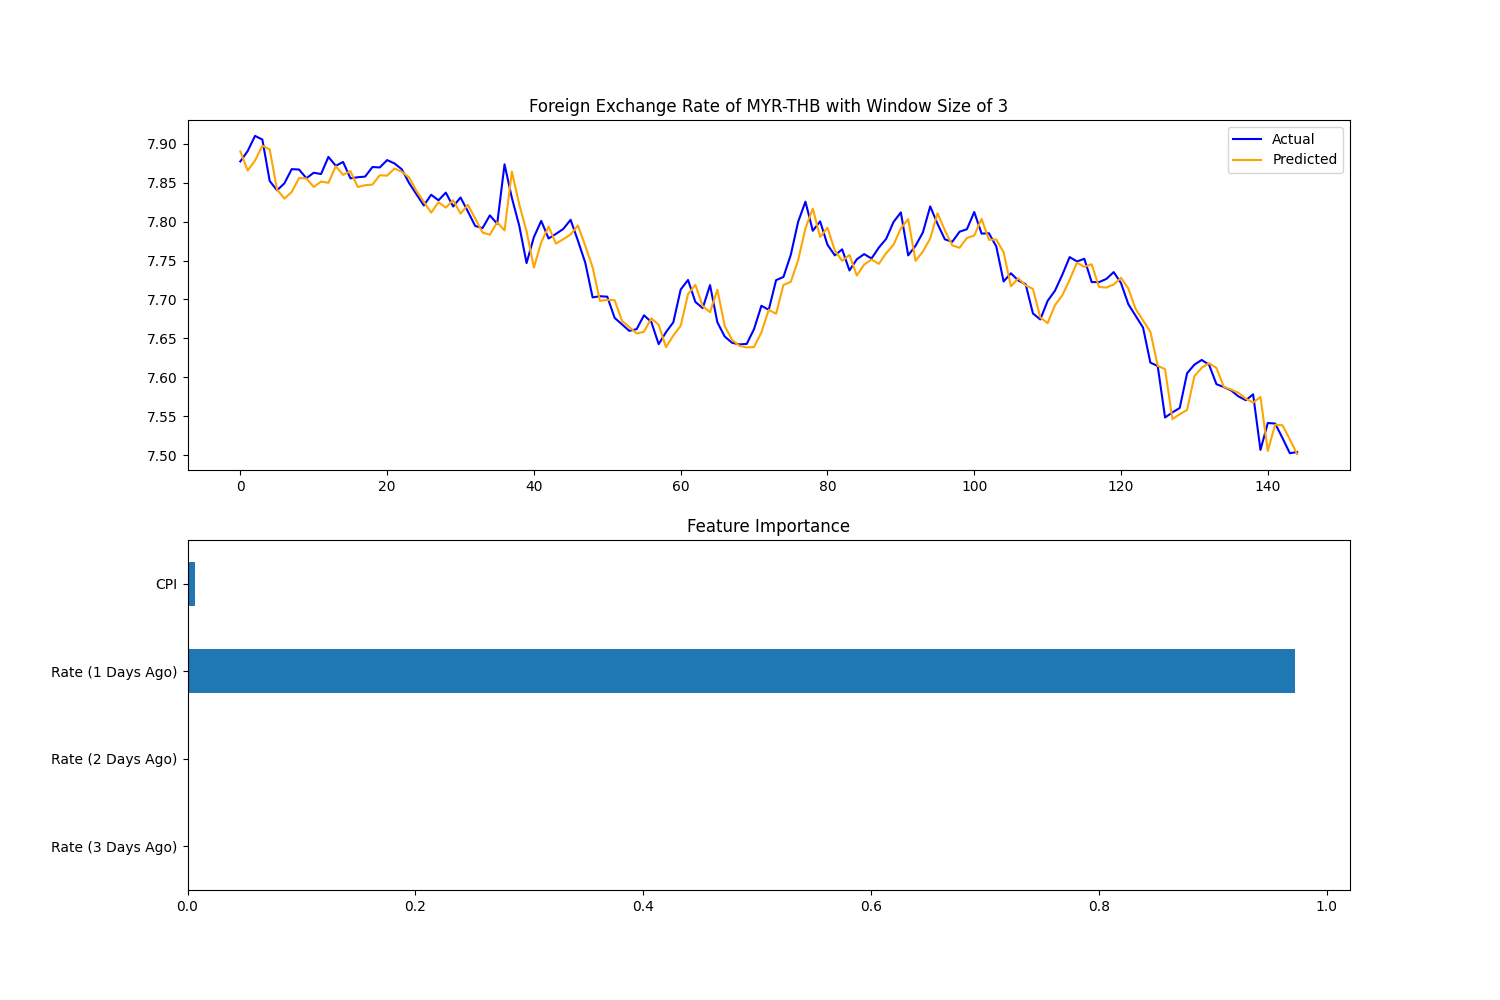 Foreign Exchange Rate of MYR-THB with Window Size of 3
Actual
Predicted
7.90
7.85
7.80
7.75
7.70
7.65
7.60
7.55
7.50
0 20 40 60 80 100 120 140
Feature Importance
CPI
Rate (1 Days Ago)
Rate (2 Days Ago)
Rate (3 Days Ago)
0.0 0.2 0.4 0.6 0.8 1.0